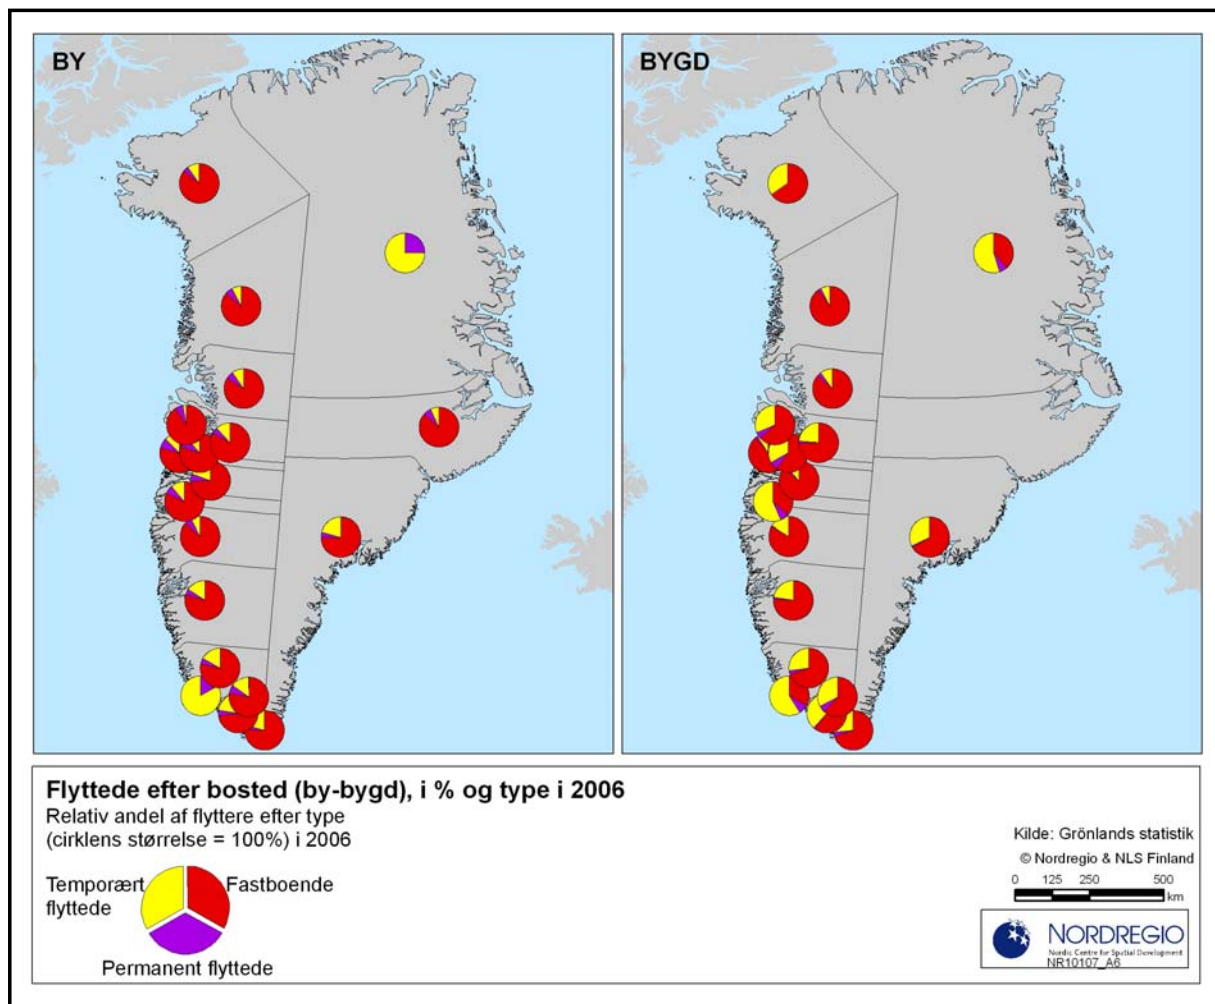 BY
BYGD
Flyttede efter bosted (by-bygd), i % og type i 2006
Relativ andel af flyttere efter type
(cirklens størrelse = 100%) i 2006
Temporært
flyttede
Fastboende
Permanent flyttede
Kilde: Grönlands statistik
© Nordregio & NLS Finland
0 125 250 500
km
NORDREGIO
Nordic Centre for Spatial Development
NR10107_A6